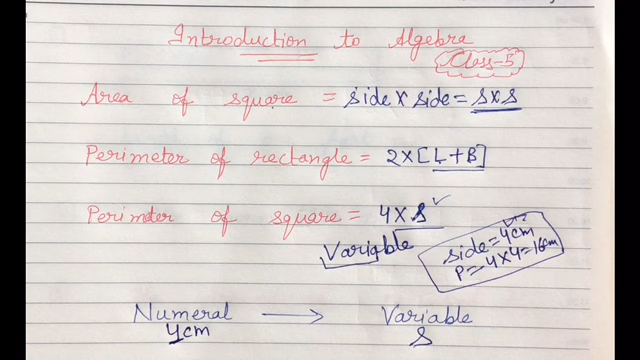 Introduction to Algebra
Class-5
Area of square = side × side = s×s
Perimeter of rectangle = 2×[L+B]
Perimter of square = 4×s ✓
Variable
side = 4cm
P = 4×4=16cm
Numeral → Variable
4cm s